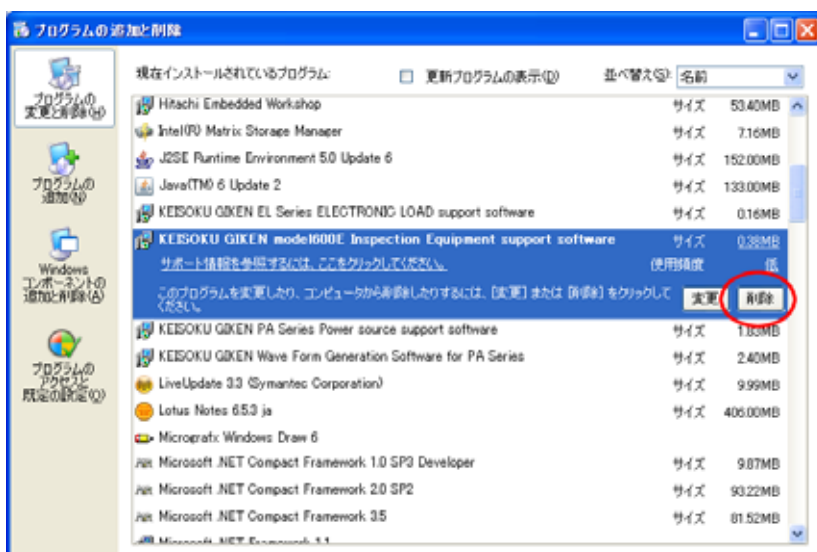 プログラムの追加と削除
現在インストールされているプログラム:
更新プログラムの表示(D)
並べ替え(S): 名前
プログラムの
変更と削除(H)
プログラムの
追加(N)
Windows
コンポーネントの
追加と削除(A)
プログラムの
アクセスと
既定の設定(O)
Hitachi Embedded Workshop サイズ 53.40MB
Intel(R) Matrix Storage Manager サイズ 7.16MB
J2SE Runtime Environment 5.0 Update 6 サイズ 152.00MB
Java(TM) 6 Update 2 サイズ 133.00MB
KEISOKU GIKEN EL Series ELECTRONIC LOAD support software サイズ 0.16MB
KEISOKU GIKEN model600E Inspection Equipment support software サイズ 0.38MB
サポート情報を参照するには、ここをクリックしてください。 使用頻度 低
このプログラムを変更したり、コンピュータから削除したりするには、[変更] または [削除] をクリックして
ください。 変更 削除
KEISOKU GIKEN PA Series Power source support software サイズ 1.83MB
KEISOKU GIKEN Wave Form Generation Software for PA Series サイズ 2.40MB
LiveUpdate 3.3 (Symantec Corporation) サイズ 9.99MB
Lotus Notes 6.5.3 ja サイズ 406.00MB
Micrografx Windows Draw 6
Microsoft .NET Compact Framework 1.0 SP3 Developer サイズ 9.87MB
Microsoft .NET Compact Framework 2.0 SP2 サイズ 93.22MB
Microsoft .NET Compact Framework 3.5 サイズ 81.52MB
Microsoft .NET Framework 1.1